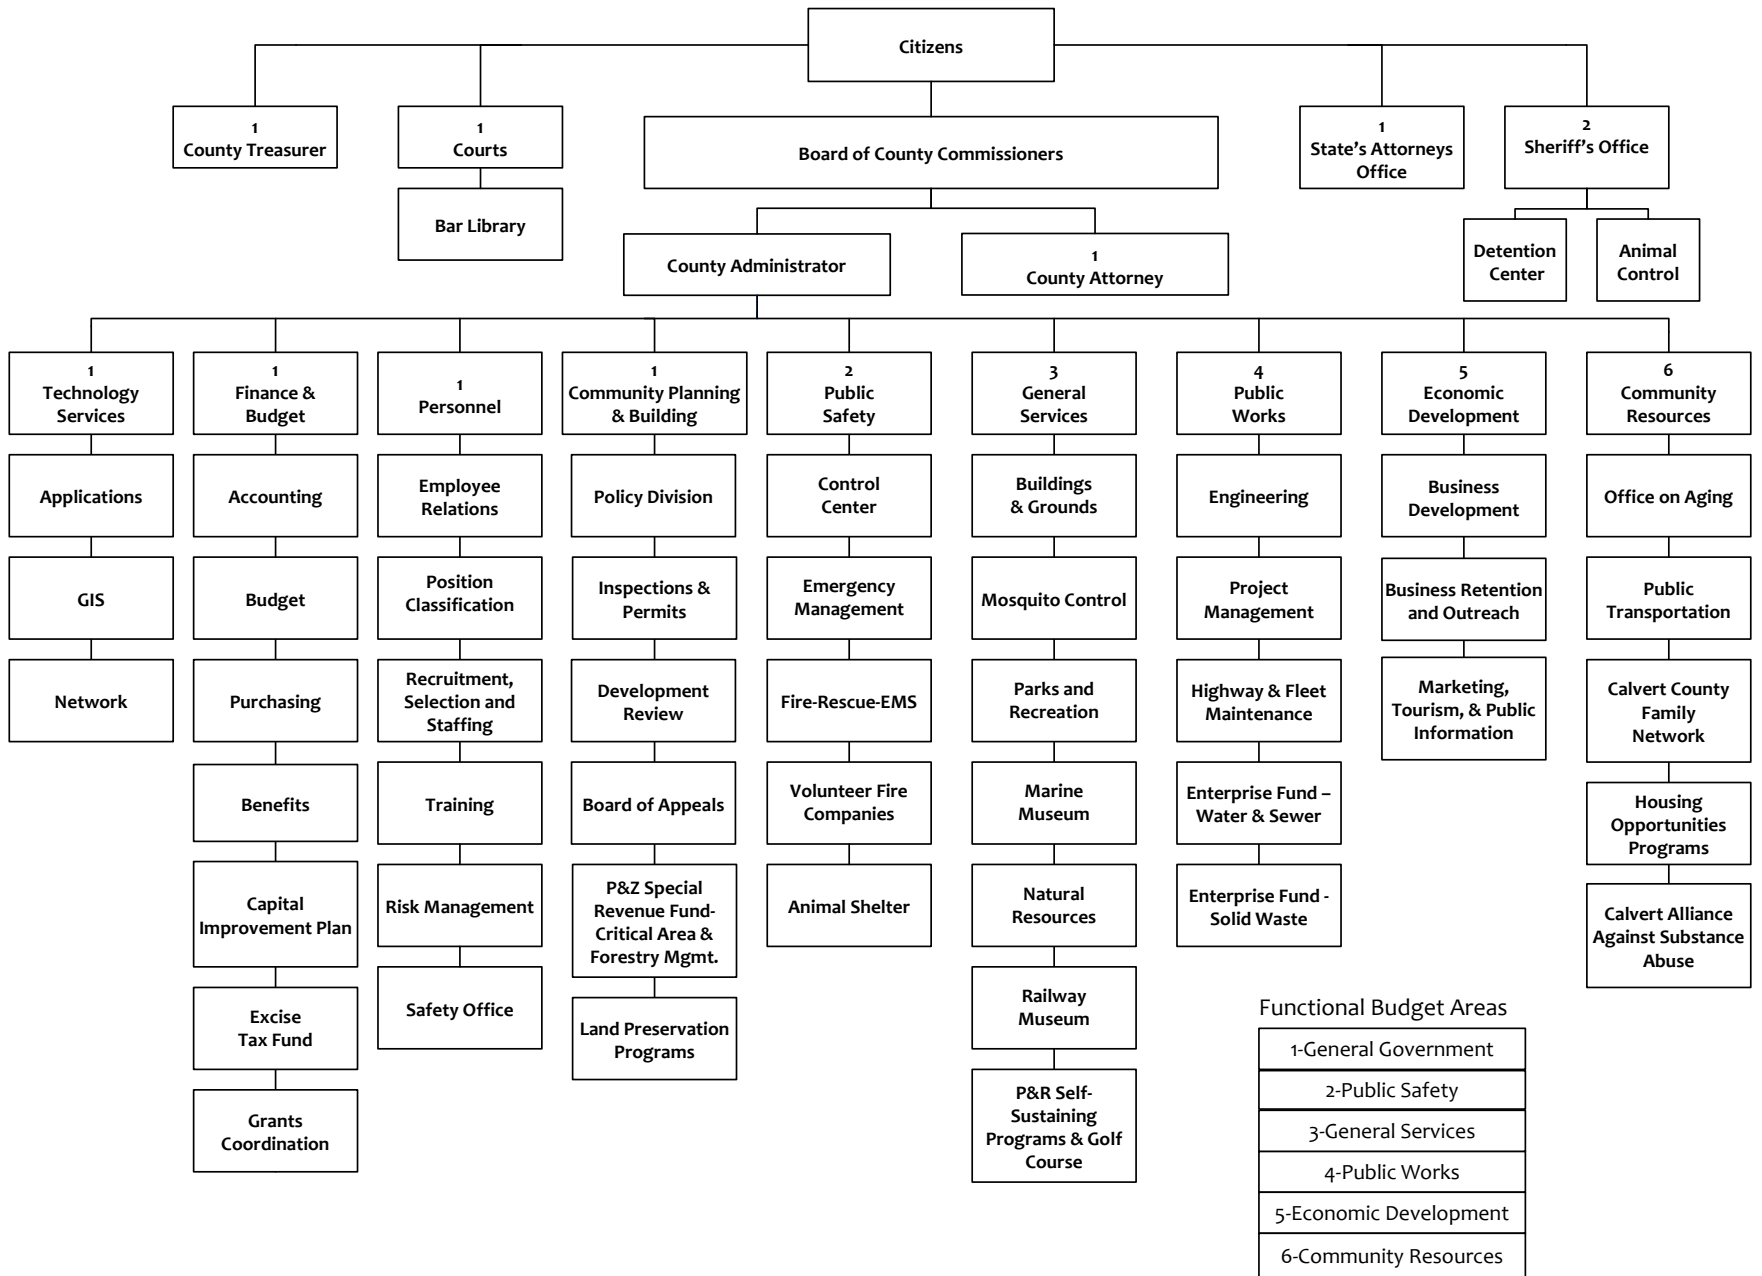 Citizens
1
County Treasurer
1
Courts
Bar Library
Board of County Commissioners
1
State's Attorneys
Office
2
Sheriff's Office
Detention
Center
Animal
Control
County Administrator
1
County Attorney
1
Technology
Services
Applications
GIS
Network
1
Finance &
Budget
Accounting
Budget
Purchasing
Benefits
Capital
Improvement Plan
Excise
Tax Fund
Grants
Coordination
1
Personnel
Employee
Relations
Position
Classification
Recruitment,
Selection and
Staffing
Training
Risk Management
Safety Office
1
Community Planning
& Building
Policy Division
Inspections &
Permits
Development
Review
Board of Appeals
P&Z Special
Revenue Fund-
Critical Area &
Forestry Mgmt.
Land Preservation
Programs
2
Public
Safety
Control
Center
Emergency
Management
Fire-Rescue-EMS
Volunteer Fire
Companies
Animal Shelter
3
General
Services
Buildings
& Grounds
Mosquito Control
Parks and
Recreation
Marine
Museum
Natural
Resources
Railway
Museum
P&R Self-
Sustaining
Programs & Golf
Course
4
Public
Works
Engineering
Project
Management
Highway & Fleet
Maintenance
Enterprise Fund –
Water & Sewer
Enterprise Fund -
Solid Waste
5
Economic
Development
Business
Development
Business Retention
and Outreach
Marketing,
Tourism, & Public
Information
6
Community
Resources
Office on Aging
Public
Transportation
Calvert County
Family
Network
Housing
Opportunities
Programs
Calvert Alliance
Against Substance
Abuse
Functional Budget Areas
1-General Government
2-Public Safety
3-General Services
4-Public Works
5-Economic Development
6-Community Resources